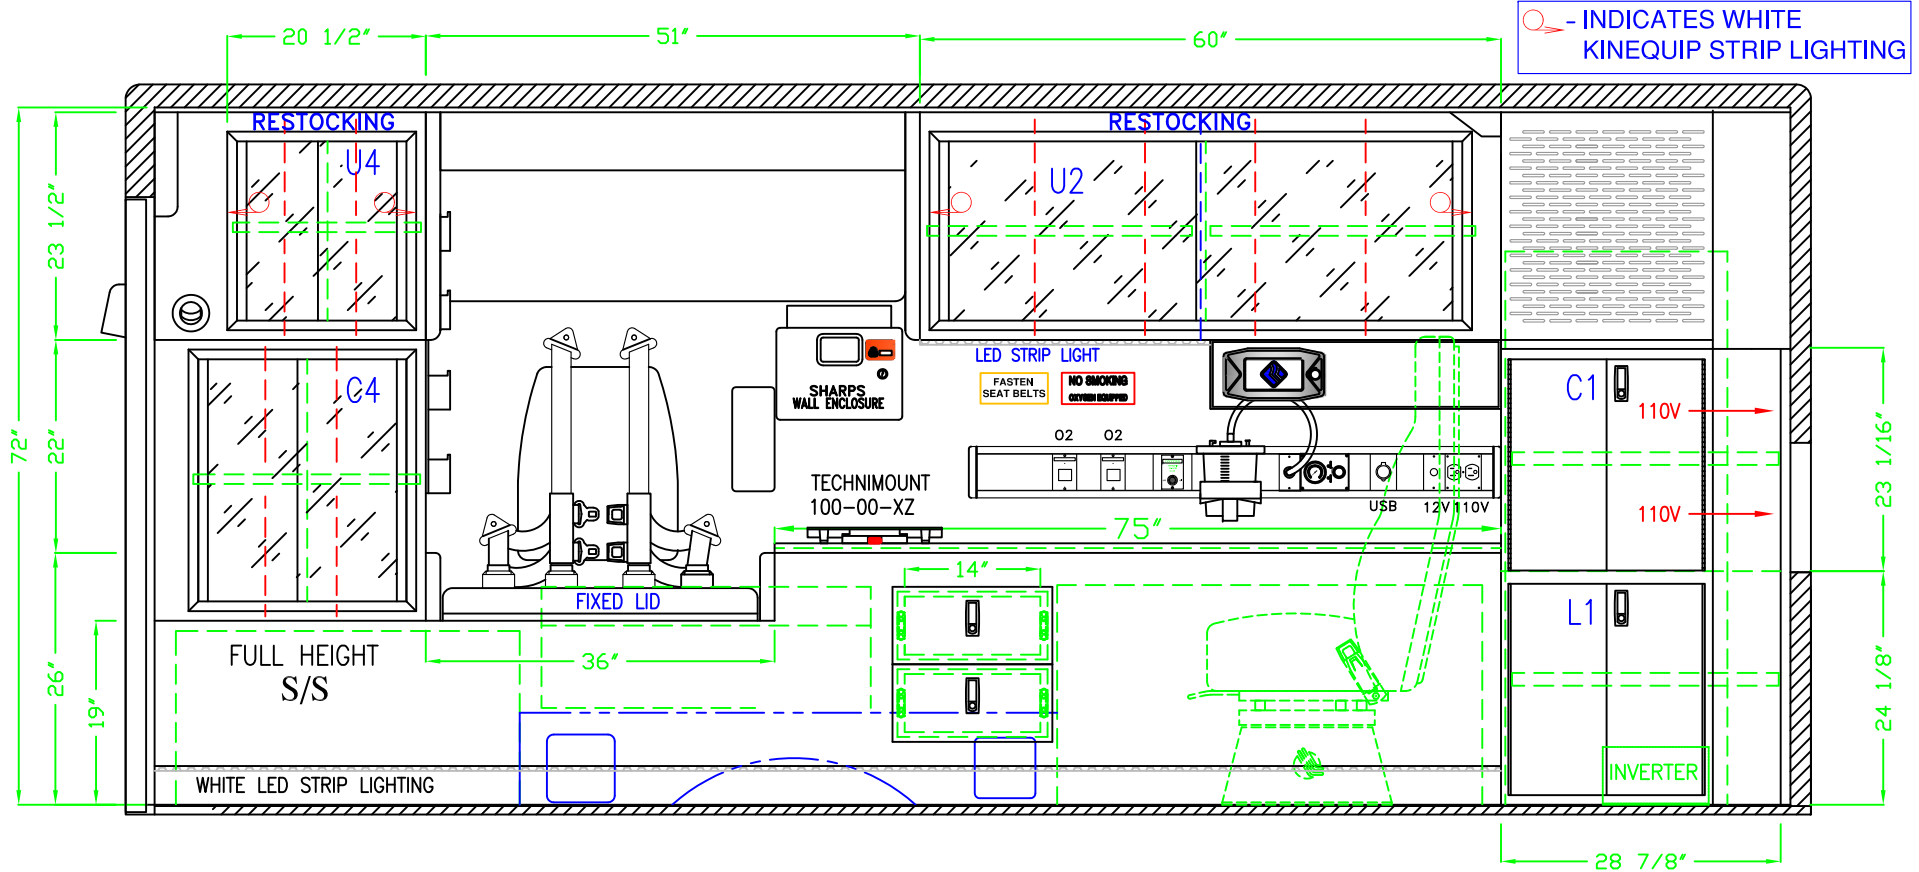 - INDICATES WHITE
KINEQUIP STRIP LIGHTING
20 1/2"
51"
60"
RESTOCKING
RESTOCKING
U4
U2
23 1/2"
72"
22"
26"
19"
C4
SHARPS
WALL ENCLOSURE
LED STRIP LIGHT
FASTEN
SEAT BELTS
NO SMOKING
OXYGEN EQUIPPED
C1
110V
110V
23 1/16"
O2 O2
TECHNIMOUNT
100-00-XZ
USB 12V 110V
75"
14"
FIXED LID
L1
FULL HEIGHT
S/S
36"
24 1/8"
WHITE LED STRIP LIGHTING
INVERTER
28 7/8"